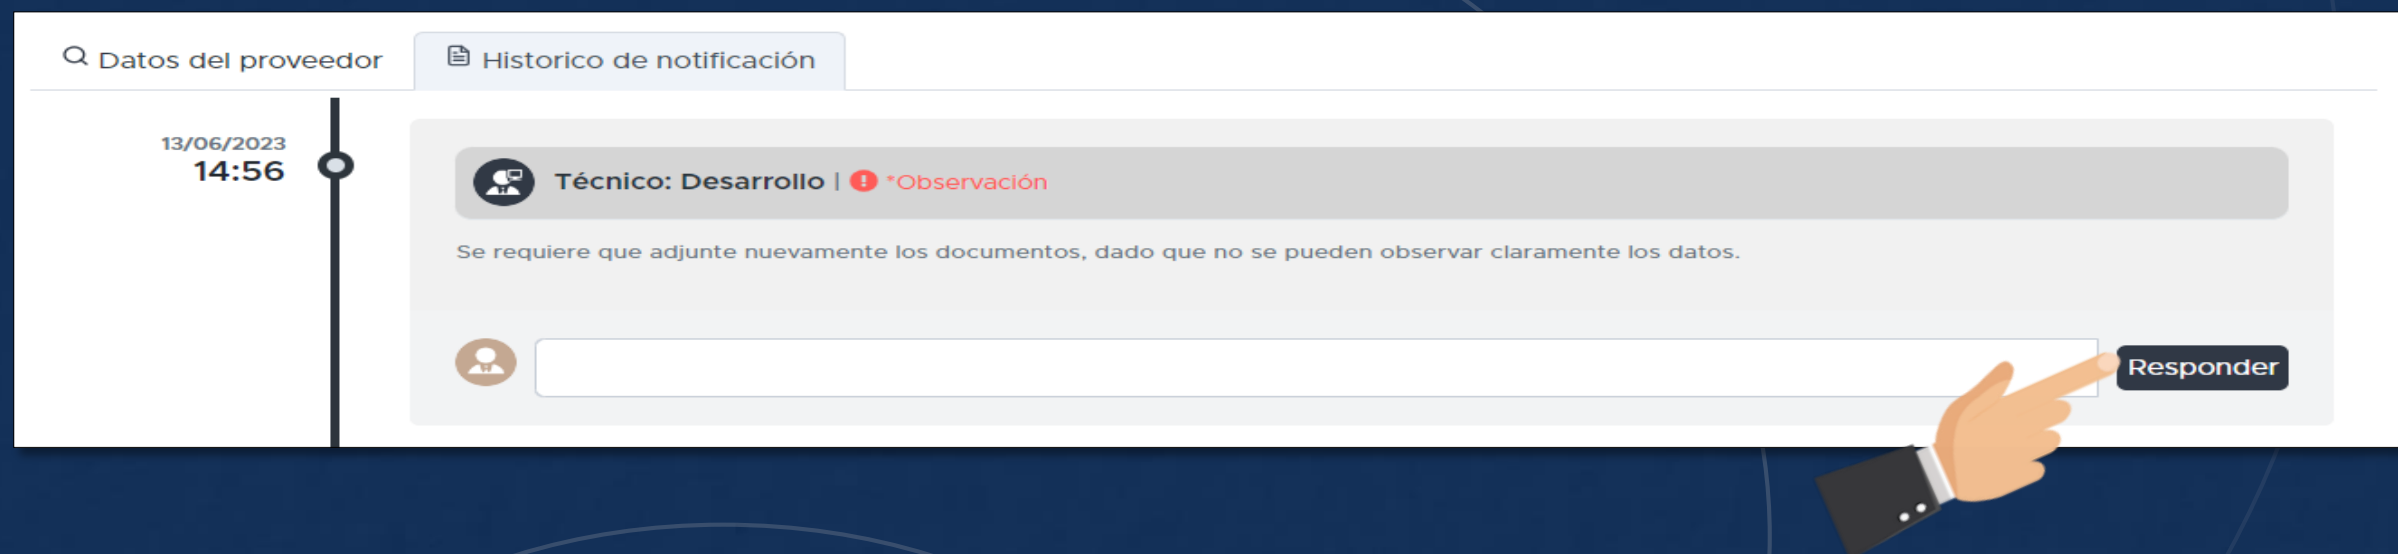 Datos del proveedor
Historico de notificación
13/06/2023
14:56
Técnico: Desarrollo | *Observación
Se requiere que adjunte nuevamente los documentos, dado que no se pueden observar claramente los datos.
Responder